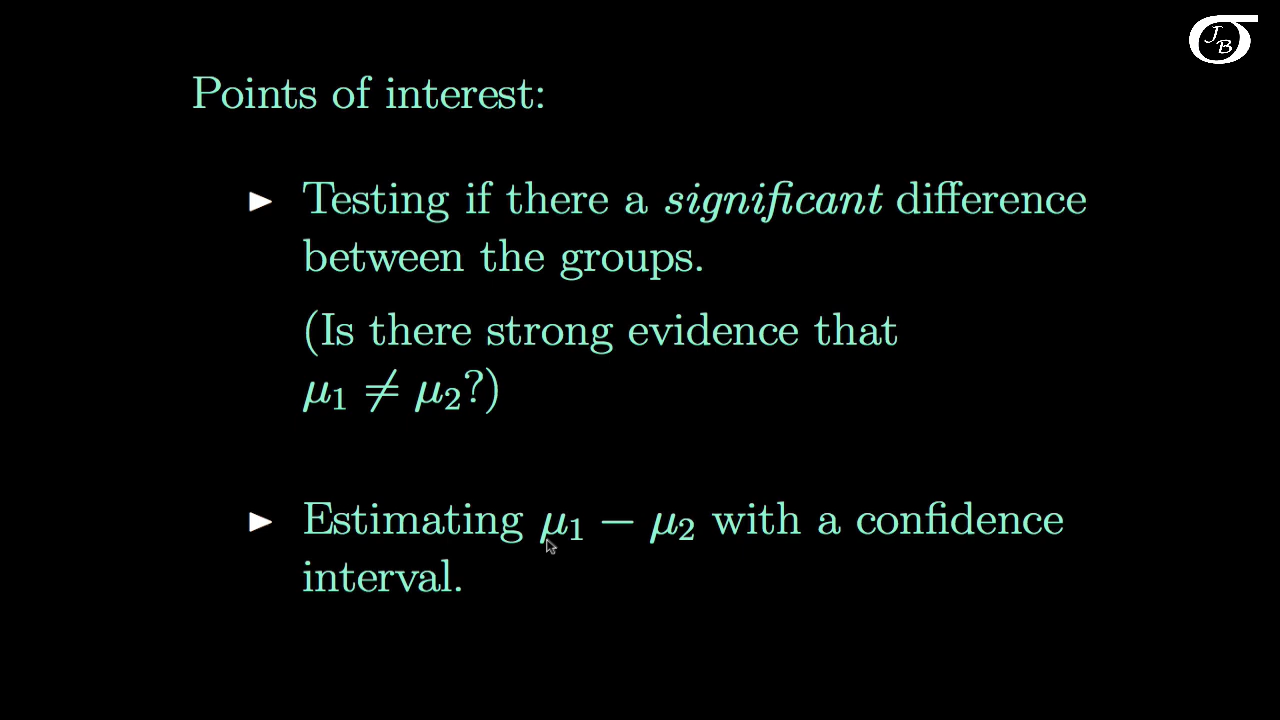 J B
Points of interest:
► Testing if there a significant difference
between the groups.
(Is there strong evidence that
μ₁ ≠ μ₂?)
► Estimating μ₁ − μ₂ with a confidence
interval.